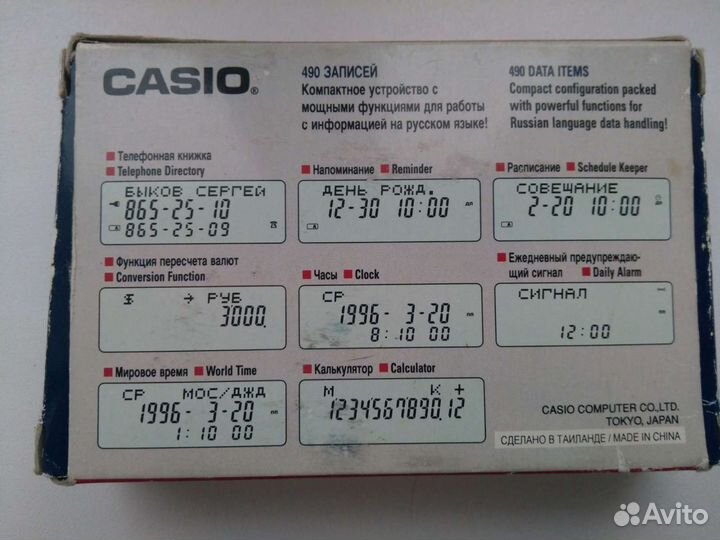 CASIO®
490 ЗАПИСЕЙ
Компактное устройство с
мощными функциями для работы
с информацией на русском языке!
490 DATA ITEMS
Compact configuration packed
with powerful functions for
Russian language data handling!
Телефонная книжка
Telephone Directory
БЫКОВ СЕРГЕЙ
865-25-10
865-25-09
Напоминание Reminder
ДЕНЬ РОЖД.
12-30 10:00
Расписание Schedule Keeper
СОВЕЩАНИЕ
2-20 10:00
Функция пересчета валют
Conversion Function
→ РУБ
3000.
Часы Clock
СР
1996- 3-20
8:10 00
Ежедневный предупреждаю-
щий сигнал Daily Alarm
СИГНАЛ
12:00
Мировое время World Time
СР МОС/ДЖД
1996- 3-20
1:10 00
Калькулятор Calculator
М К +
1234567890.12
CASIO COMPUTER CO.,LTD.
TOKYO, JAPAN
СДЕЛАНО В ТАИЛАНДЕ / MADE IN CHINA
Avito